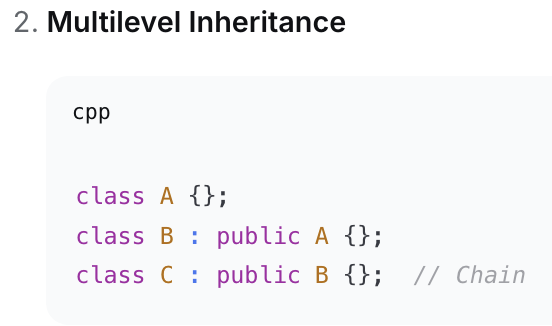 2. Multilevel Inheritance
cpp
class A {};
class B : public A {};
class C : public B {};  // Chain